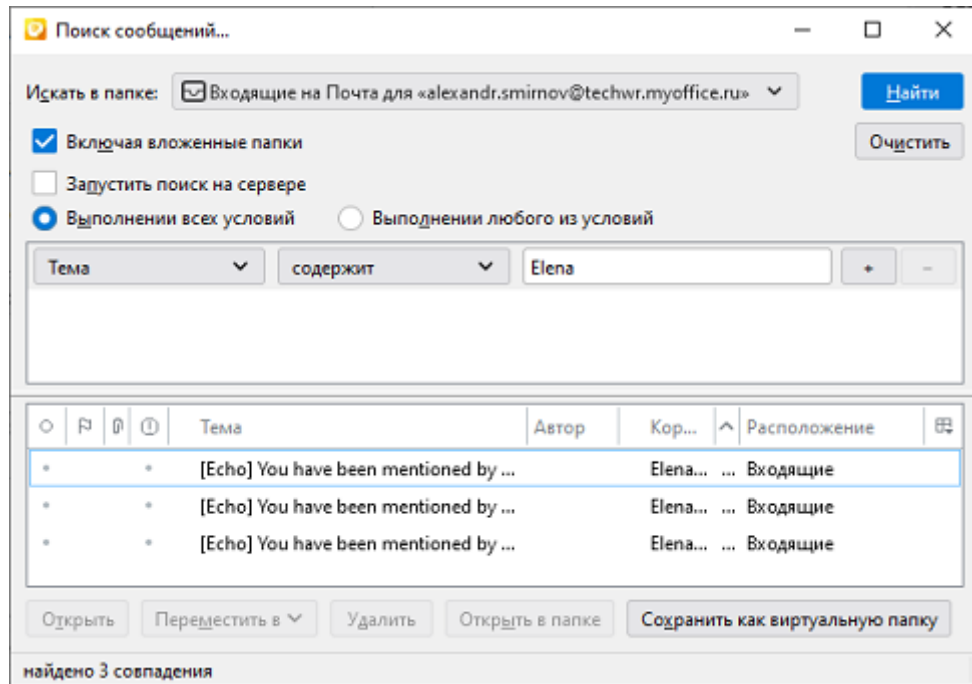 Поиск сообщений...
Искать в папке: Входящие на Почта для «alexandr.smirnov@techwr.myoffice.ru» Найти
Включая вложенные папки Очистить
Запустить поиск на сервере
Выполнении всех условий Выполнении любого из условий
Тема содержит Elena + -
Тема Автор Кор... Расположение
[Echo] You have been mentioned by ... Elena... ... Входящие
[Echo] You have been mentioned by ... Elena... ... Входящие
[Echo] You have been mentioned by ... Elena... ... Входящие
Открыть Переместить в Удалить Открыть в папке Сохранить как виртуальную папку
найдено 3 совпадения